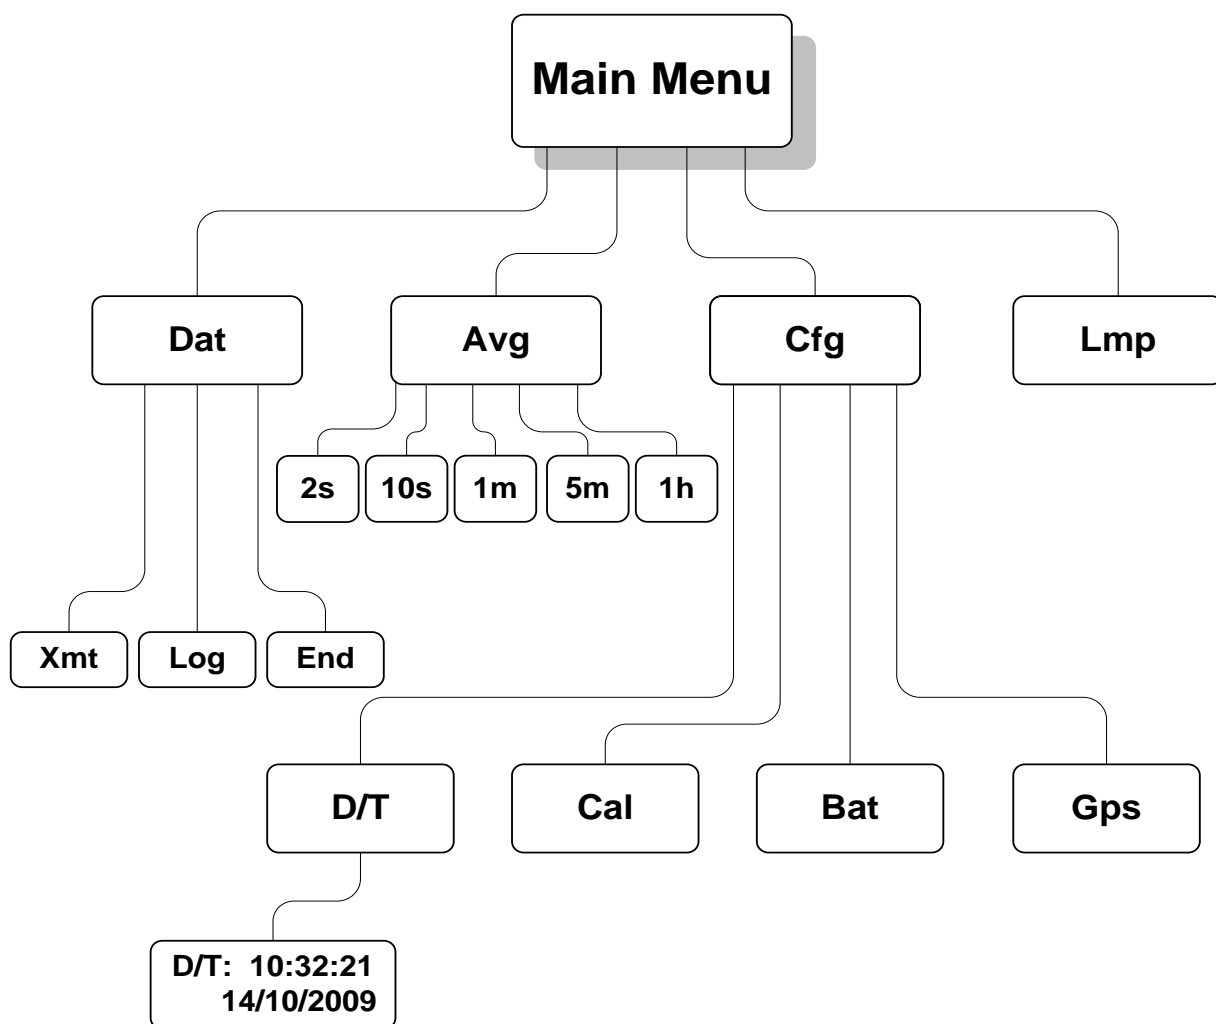 Main Menu
Dat
Avg
Cfg
Lmp
2s
10s
1m
5m
1h
Xmt
Log
End
D/T
Cal
Bat
Gps
D/T: 10:32:21
14/10/2009